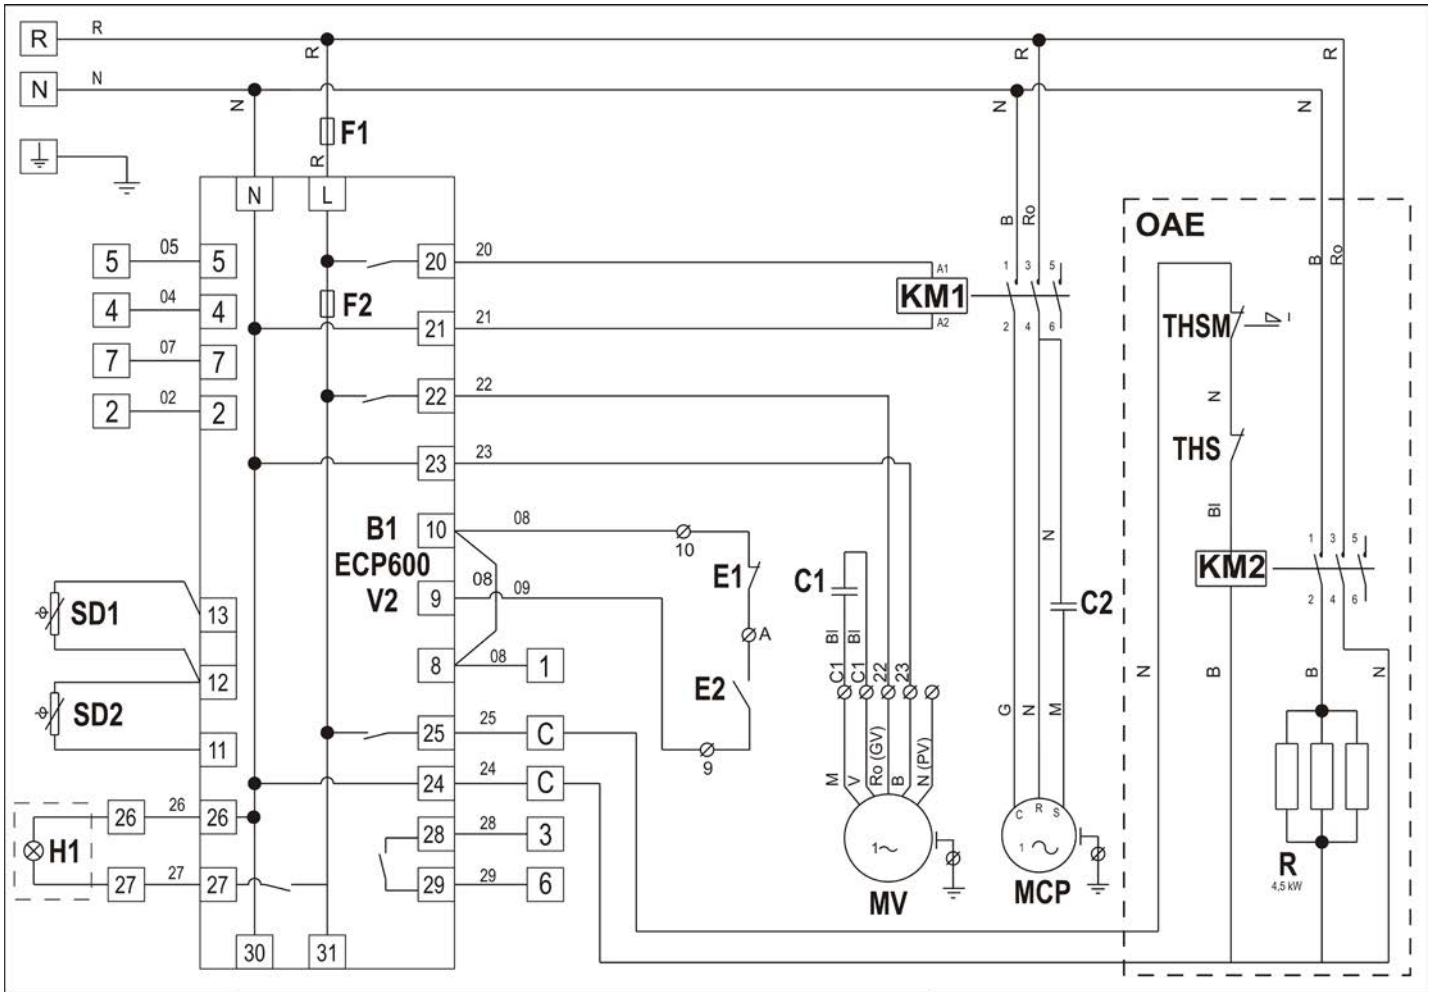 R R R R R
N N N N N
F1
R
N L
B Ro
OAE
5 05 5 20 20 A1 1 3 5 B Ro
4 04 4 F2 KM1
21 21 A2 2 4 6 THSM I
7 07 7
2 02 2 22 22 N
23 23 THS
B1 10 08 10 N BI
ECP600 08 E1 C1 1 3 5
V2 9 09 KM2
SD1 13 C2 2 4 6
A BI BI
8 08 1
12 E2 C1 C1 22 23 N B B N
SD2 G N M
11 25 25 C 9
24 24 C M V Ro (GV) B N (PV)
26 26 26 C R S
H1 28 28 3 1~ 1 R
27 27 27 29 29 6 MV MCP 4,5 kW
30 31